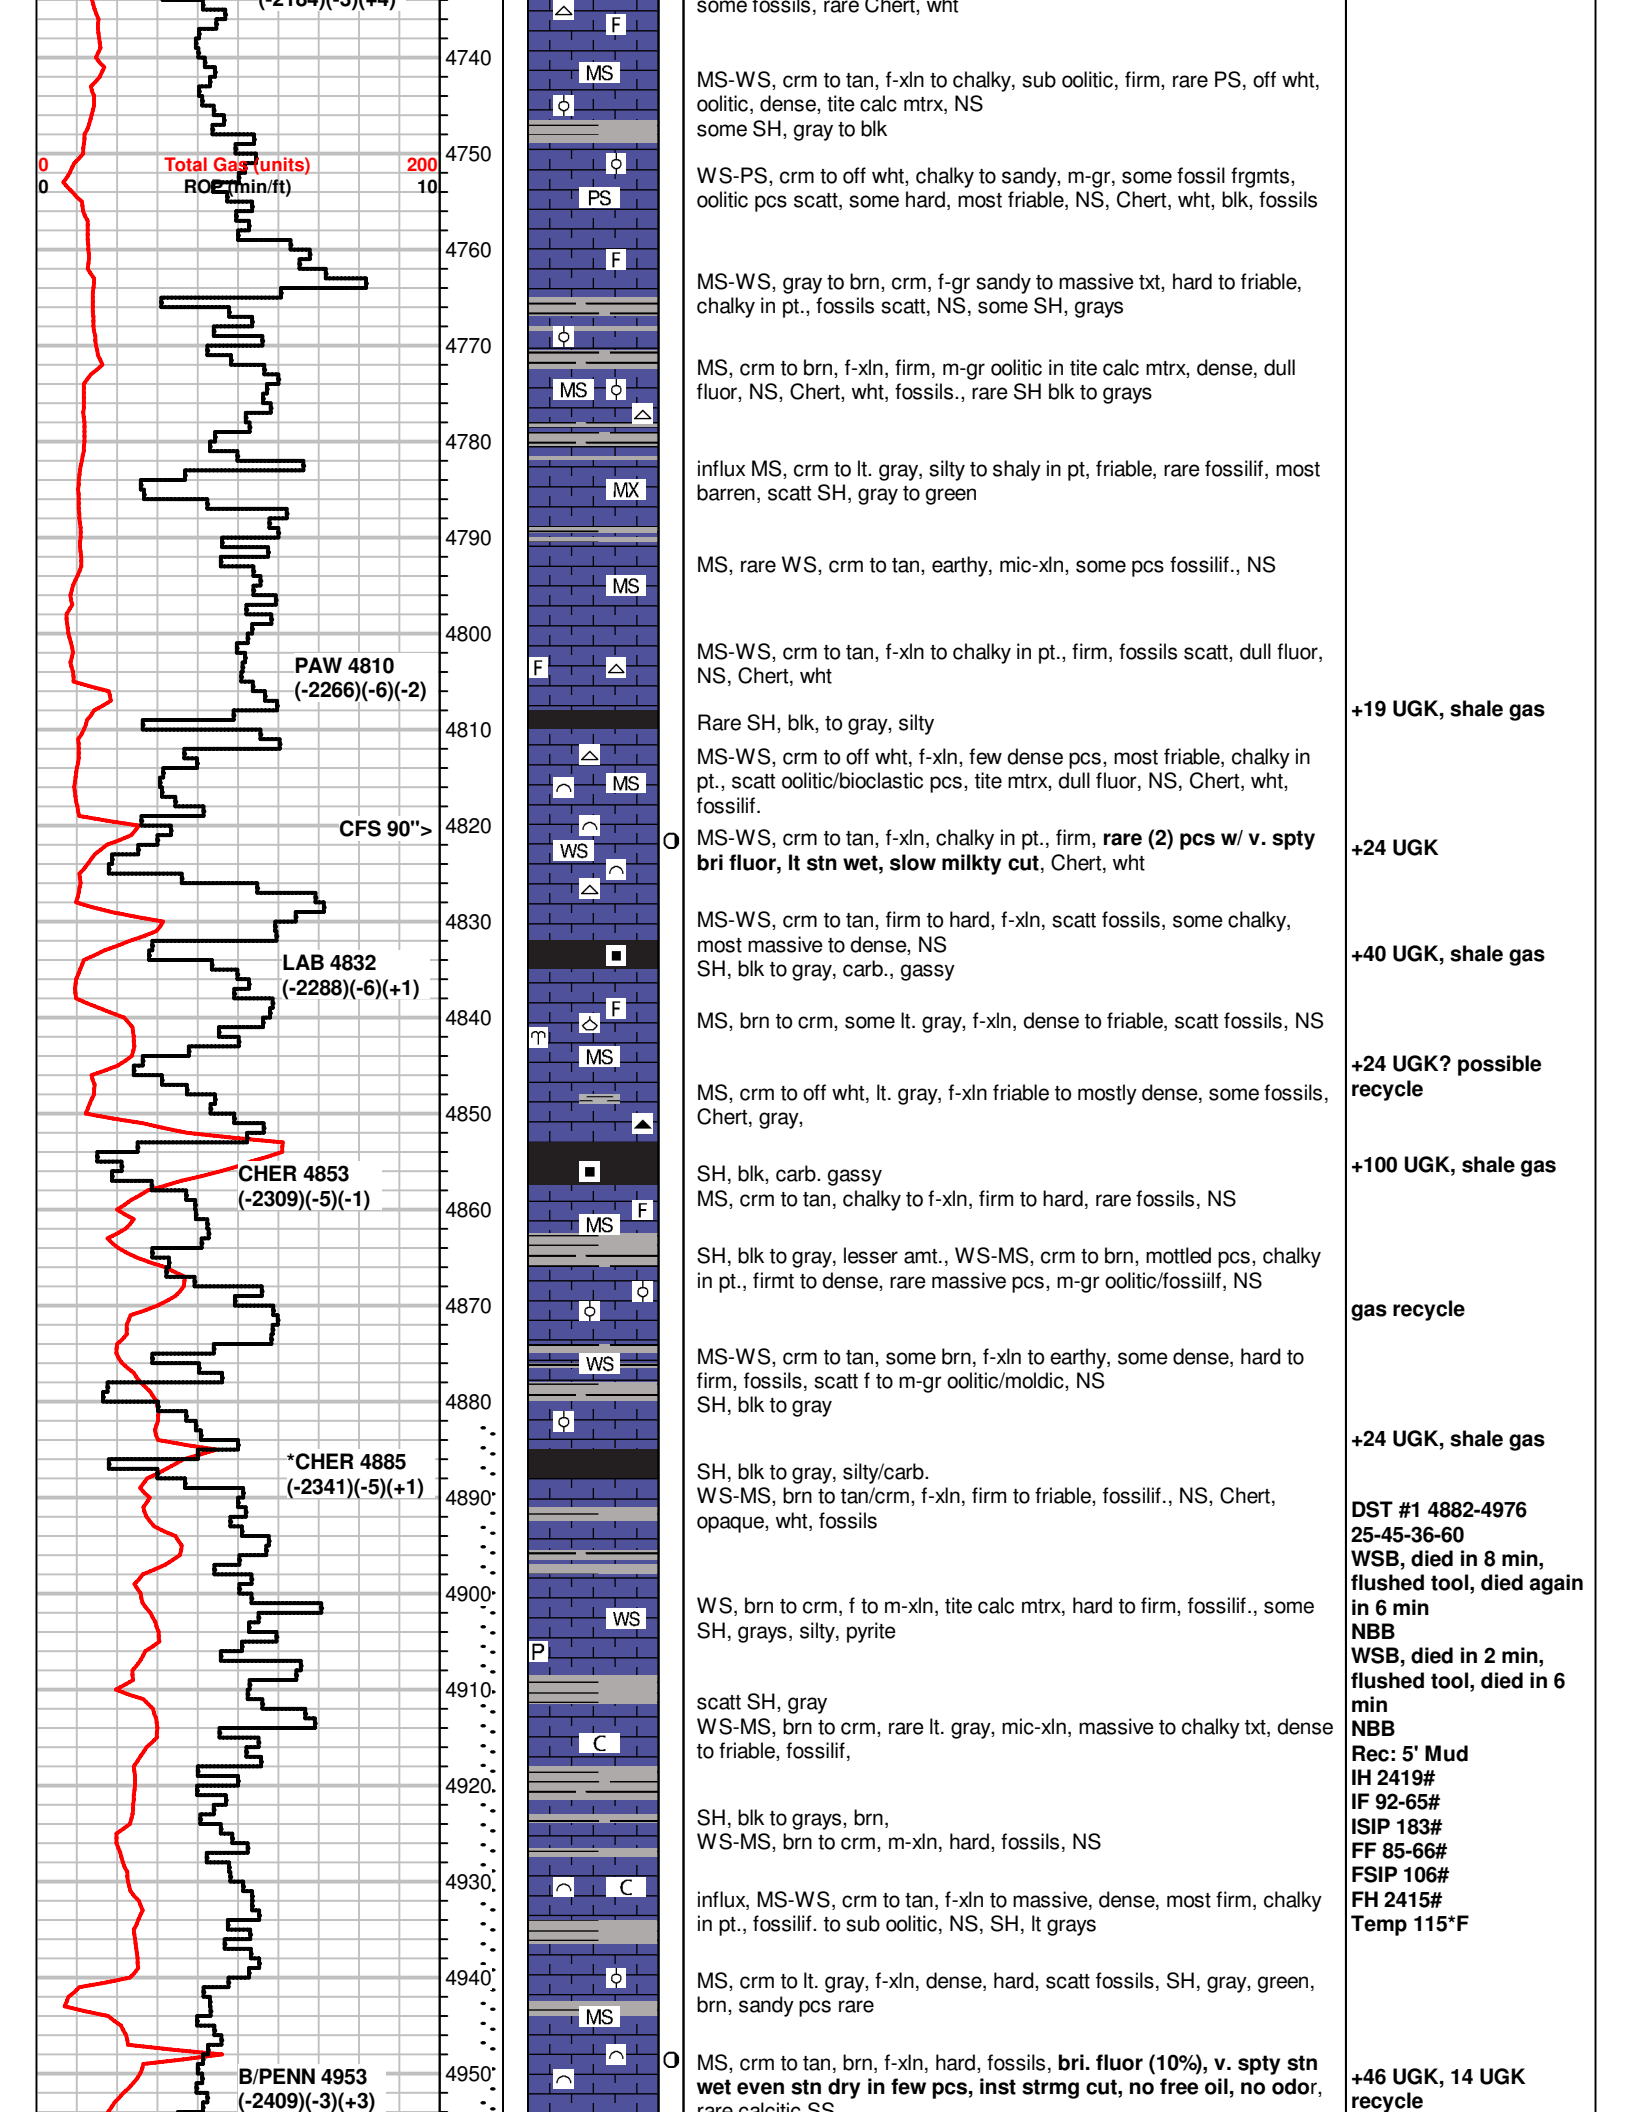 (-2184)(-3)(+4)
some fossils, rare Chert, wht
F
4740
MS
MS-WS, crm to tan, f-xln to chalky, sub oolitic, firm, rare PS, off wht,
oolitic, dense, tite calc mtrx, NS
some SH, gray to blk
4750
0 Total Gas (units) 200
0 ROP (min/ft) 10
WS-PS, crm to off wht, chalky to sandy, m-gr, some fossil frgmts,
oolitic pcs scatt, some hard, most friable, NS, Chert, wht, blk, fossils
PS
4760
F
MS-WS, gray to brn, crm, f-gr sandy to massive txt, hard to friable,
chalky in pt., fossils scatt, NS, some SH, grays
4770
MS, crm to brn, f-xln, firm, m-gr oolitic in tite calc mtrx, dense, dull
fluor, NS, Chert, wht, fossils., rare SH blk to grays
MS
4780
influx MS, crm to lt. gray, silty to shaly in pt, friable, rare fossilif, most
barren, scatt SH, gray to green
MX
4790
MS, rare WS, crm to tan, earthy, mic-xln, some pcs fossilif., NS
MS
4800
MS-WS, crm to tan, f-xln to chalky in pt., firm, fossils scatt, dull fluor,
NS, Chert, wht
F
PAW 4810
(-2266)(-6)(-2)
+19 UGK, shale gas
Rare SH, blk, to gray, silty
4810
MS-WS, crm to off wht, f-xln, few dense pcs, most friable, chalky in
pt., scatt oolitic/bioclastic pcs, tite mtrx, dull fluor, NS, Chert, wht,
fossilif.
MS
4820
CFS 90">
MS-WS, crm to tan, f-xln, chalky in pt., firm, rare (2) pcs w/ v. spty
bri fluor, lt stn wet, slow milkty cut, Chert, wht
WS
+24 UGK
4830
MS-WS, crm to tan, firm to hard, f-xln, scatt fossils, some chalky,
most massive to dense, NS
SH, blk to gray, carb., gassy
+40 UGK, shale gas
LAB 4832
(-2288)(-6)(+1)
F
4840
MS, brn to crm, some lt. gray, f-xln, dense to friable, scatt fossils, NS
MS
+24 UGK? possible
recycle
MS, crm to off wht, lt. gray, f-xln friable to mostly dense, some fossils,
Chert, gray,
4850
+100 UGK, shale gas
CHER 4853
(-2309)(-5)(-1)
SH, blk, carb. gassy
MS, crm to tan, chalky to f-xln, firm to hard, rare fossils, NS
F
4860
MS
SH, blk to gray, lesser amt., WS-MS, crm to brn, mottled pcs, chalky
in pt., firmt to dense, rare massive pcs, m-gr oolitic/fossiilf, NS
4870
gas recycle
MS-WS, crm to tan, some brn, f-xln to earthy, some dense, hard to
firm, fossils, scatt f to m-gr oolitic/moldic, NS
SH, blk to gray
WS
4880
+24 UGK, shale gas
*CHER 4885
(-2341)(-5)(+1)
SH, blk to gray, silty/carb.
WS-MS, brn to tan/crm, f-xln, firm to friable, fossilif., NS, Chert,
opaque, wht, fossils
4890
DST #1 4882-4976
25-45-36-60
WSB, died in 8 min,
flushed tool, died again
in 6 min
NBB
WSB, died in 2 min,
flushed tool, died in 6
min
NBB
Rec: 5' Mud
IH 2419#
IF 92-65#
ISIP 183#
FF 85-66#
FSIP 106#
FH 2415#
Temp 115*F
4900
WS, brn to crm, f to m-xln, tite calc mtrx, hard to firm, fossilif., some
SH, grays, silty, pyrite
WS
P
4910
scatt SH, gray
WS-MS, brn to crm, rare lt. gray, mic-xln, massive to chalky txt, dense
to friable, fossilif,
C
4920
SH, blk to grays, brn,
WS-MS, brn to crm, m-xln, hard, fossils, NS
4930
C
influx, MS-WS, crm to tan, f-xln to massive, dense, most firm, chalky
in pt., fossilif. to sub oolitic, NS, SH, lt grays
4940
MS, crm to lt. gray, f-xln, dense, hard, scatt fossils, SH, gray, green,
brn, sandy pcs rare
MS
4950
B/PENN 4953
(-2409)(-3)(+3)
MS, crm to tan, brn, f-xln, hard, fossils, bri. fluor (10%), v. spty stn
wet even stn dry in few pcs, inst strmg cut, no free oil, no odor,
rare calcitic SS
+46 UGK, 14 UGK
recycle